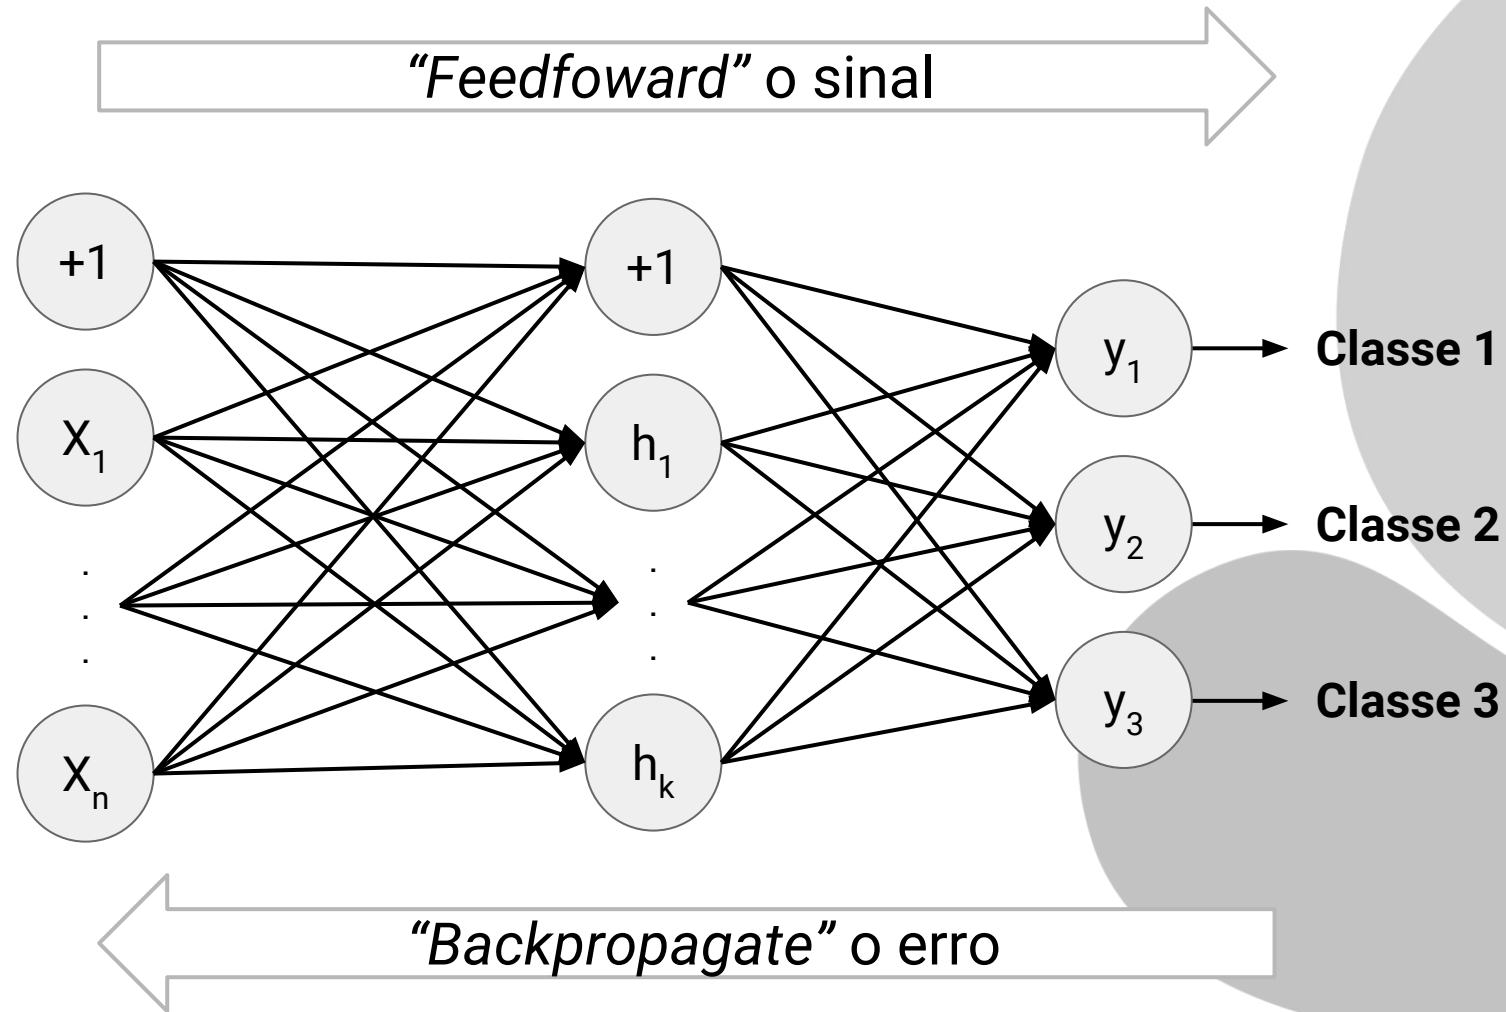 “Feedfoward” o sinal
+1
+1
y1
Classe 1
X1
h1
y2
Classe 2
.
.
.
.
.
.
y3
Classe 3
Xn
hk
“Backpropagate” o erro